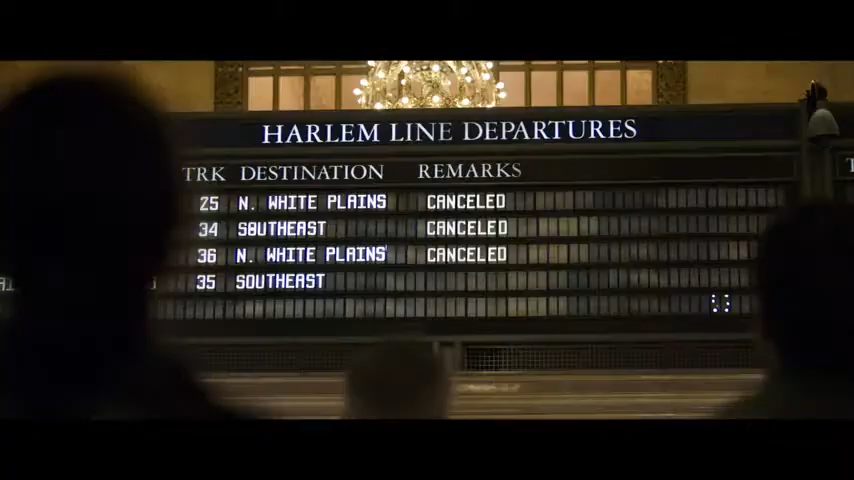 HARLEM LINE DEPARTURES
TRK DESTINATION REMARKS
25 N. WHITE PLAINS CANCELED
34 SOUTHEAST CANCELED
36 N. WHITE PLAINS CANCELED
35 SOUTHEAST